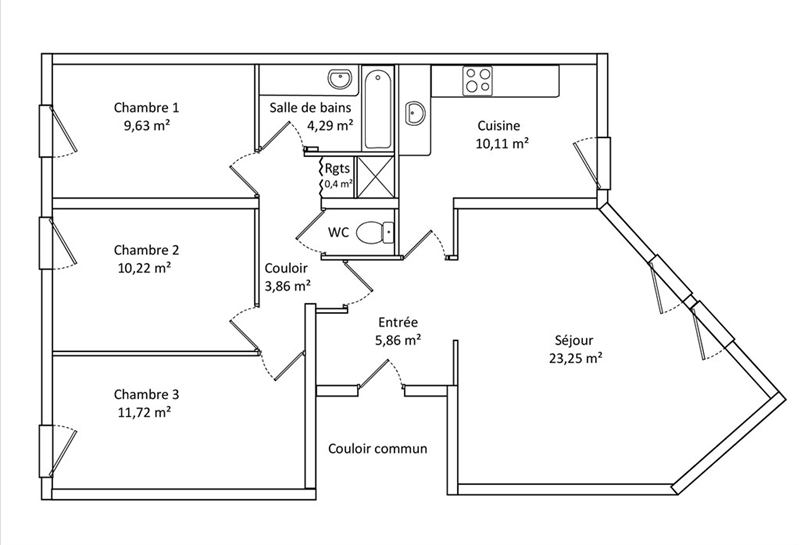 Chambre 1
9,63 m²
Salle de bains
4,29 m²
Cuisine
10,11 m²
Rgts
0,4 m²
WC
Chambre 2
10,22 m²
Couloir
3,86 m²
Entrée
5,86 m²
Séjour
23,25 m²
Chambre 3
11,72 m²
Couloir commun